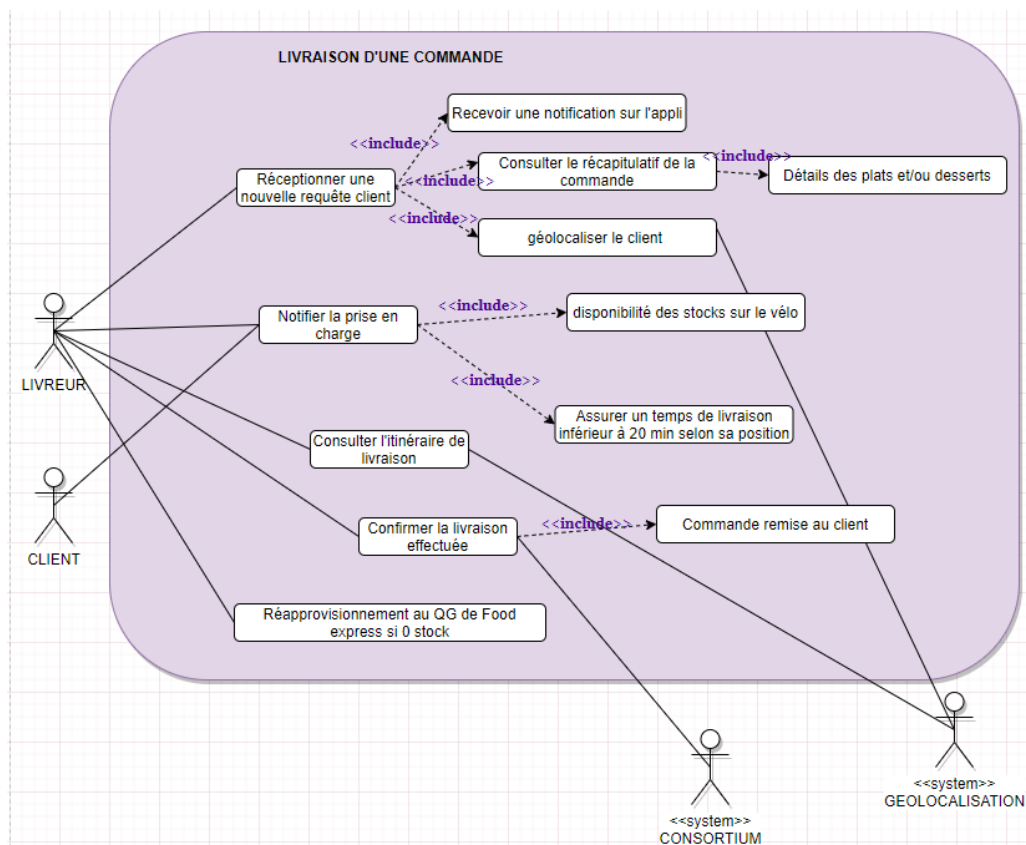 LIVRAISON D'UNE COMMANDE
Recevoir une notification sur l'appli
<<include>>
Consulter le récapitulatif de la
commande
<<include>>
Détails des plats et/ou desserts
Réceptionner une
nouvelle requête client
<<include>>
<<include>>
géolocaliser le client
Notifier la prise en
charge
<<include>>
disponibilité des stocks sur le vélo
<<include>>
LIVREUR
Assurer un temps de livraison
inférieur à 20 min selon sa position
Consulter l'itinéraire de
livraison
Confirmer la livraison
effectuée
<<include>>
Commande remise au client
CLIENT
Réapprovisionnement au QG de Food
express si 0 stock
<<system>>
GEOLOCALISATION
<<system>>
CONSORTIUM